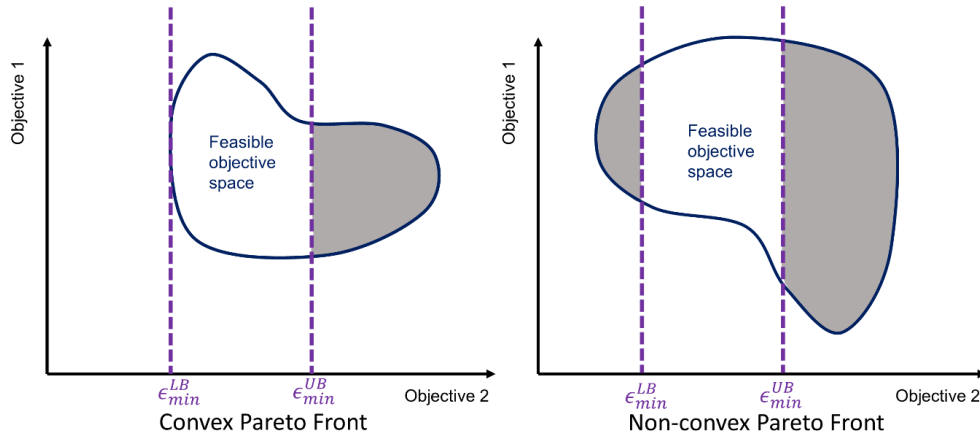 Objective 1
Feasible
objective
space
ϵ_min^LB
ϵ_min^UB
Objective 2
Convex Pareto Front
Objective 1
Feasible
objective
space
ϵ_min^LB
ϵ_min^UB
Objective 2
Non-convex Pareto Front